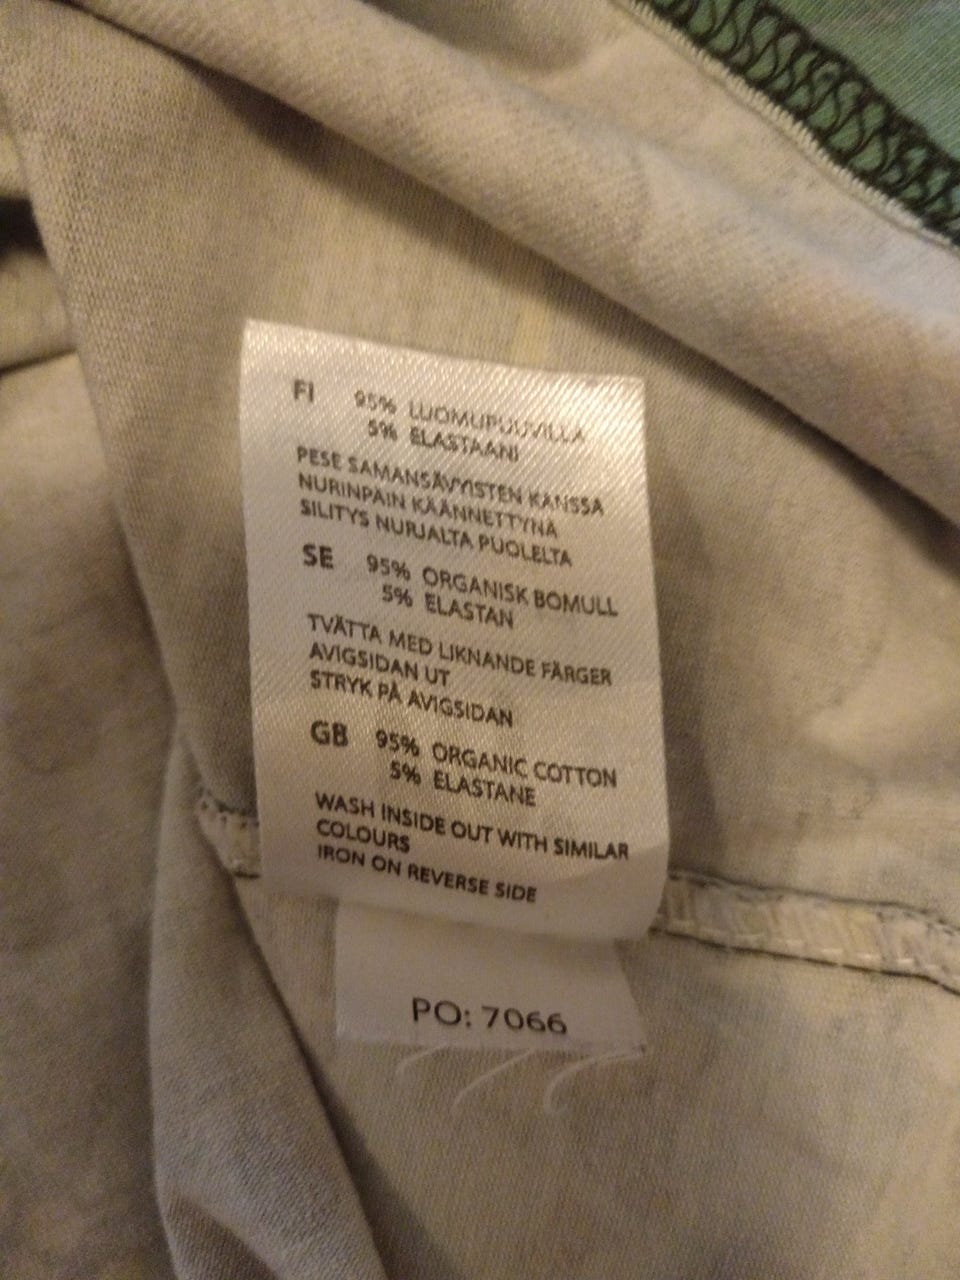 FI 95% LUOMUPUUVILLA
5% ELASTAANI
PESE SAMANSÄVYISTEN KANSSA
NURINPÄIN KÄÄNNETTYNÄ
SILITYS NURJALTA PUOLELTA
SE 95% ORGANISK BOMULL
5% ELASTAN
TVÄTTA MED LIKNANDE FÄRGER
AVIGSIDAN UT
STRYK PÅ AVIGSIDAN
GB 95% ORGANIC COTTON
5% ELASTANE
WASH INSIDE OUT WITH SIMILAR
COLOURS
IRON ON REVERSE SIDE
PO: 7066